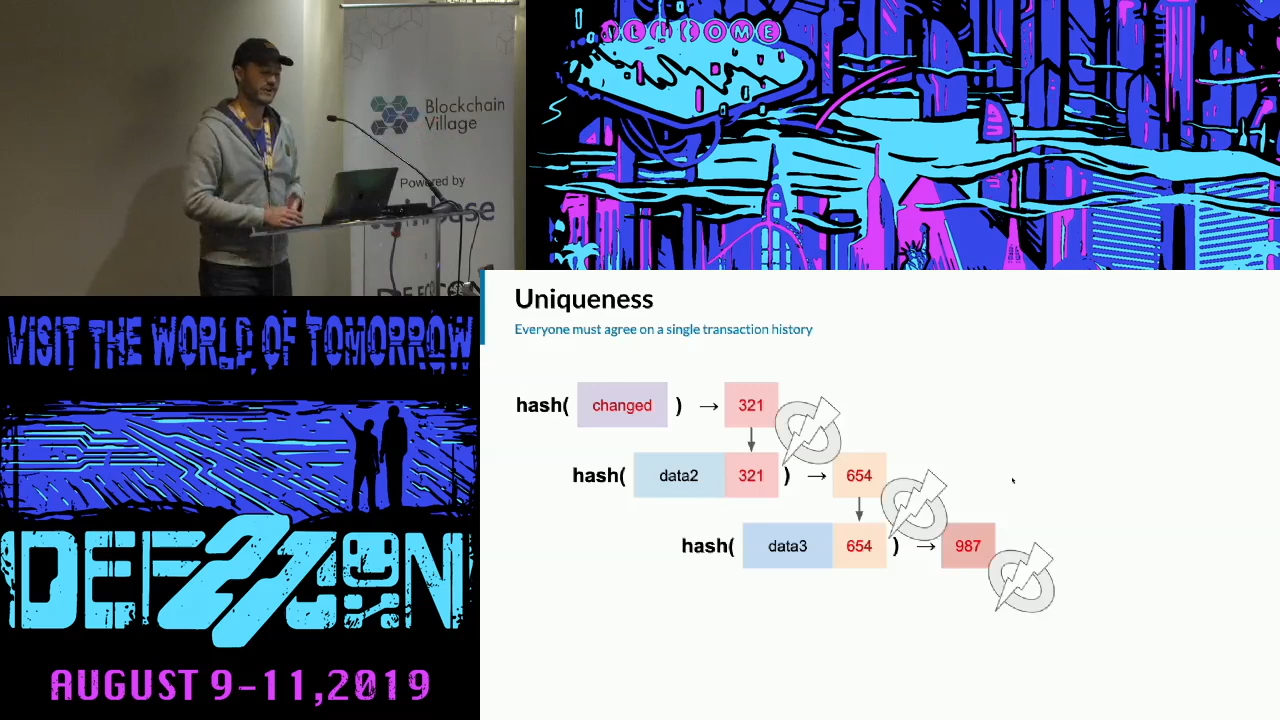 WELCOME
Blockchain
Village
Powered by
VISIT THE WORLD OF TOMORROW
DEF CON
AUGUST 9-11,2019
Uniqueness
Everyone must agree on a single transaction history
hash( changed ) → 321
hash( data2 321 ) → 654
hash( data3 654 ) → 987